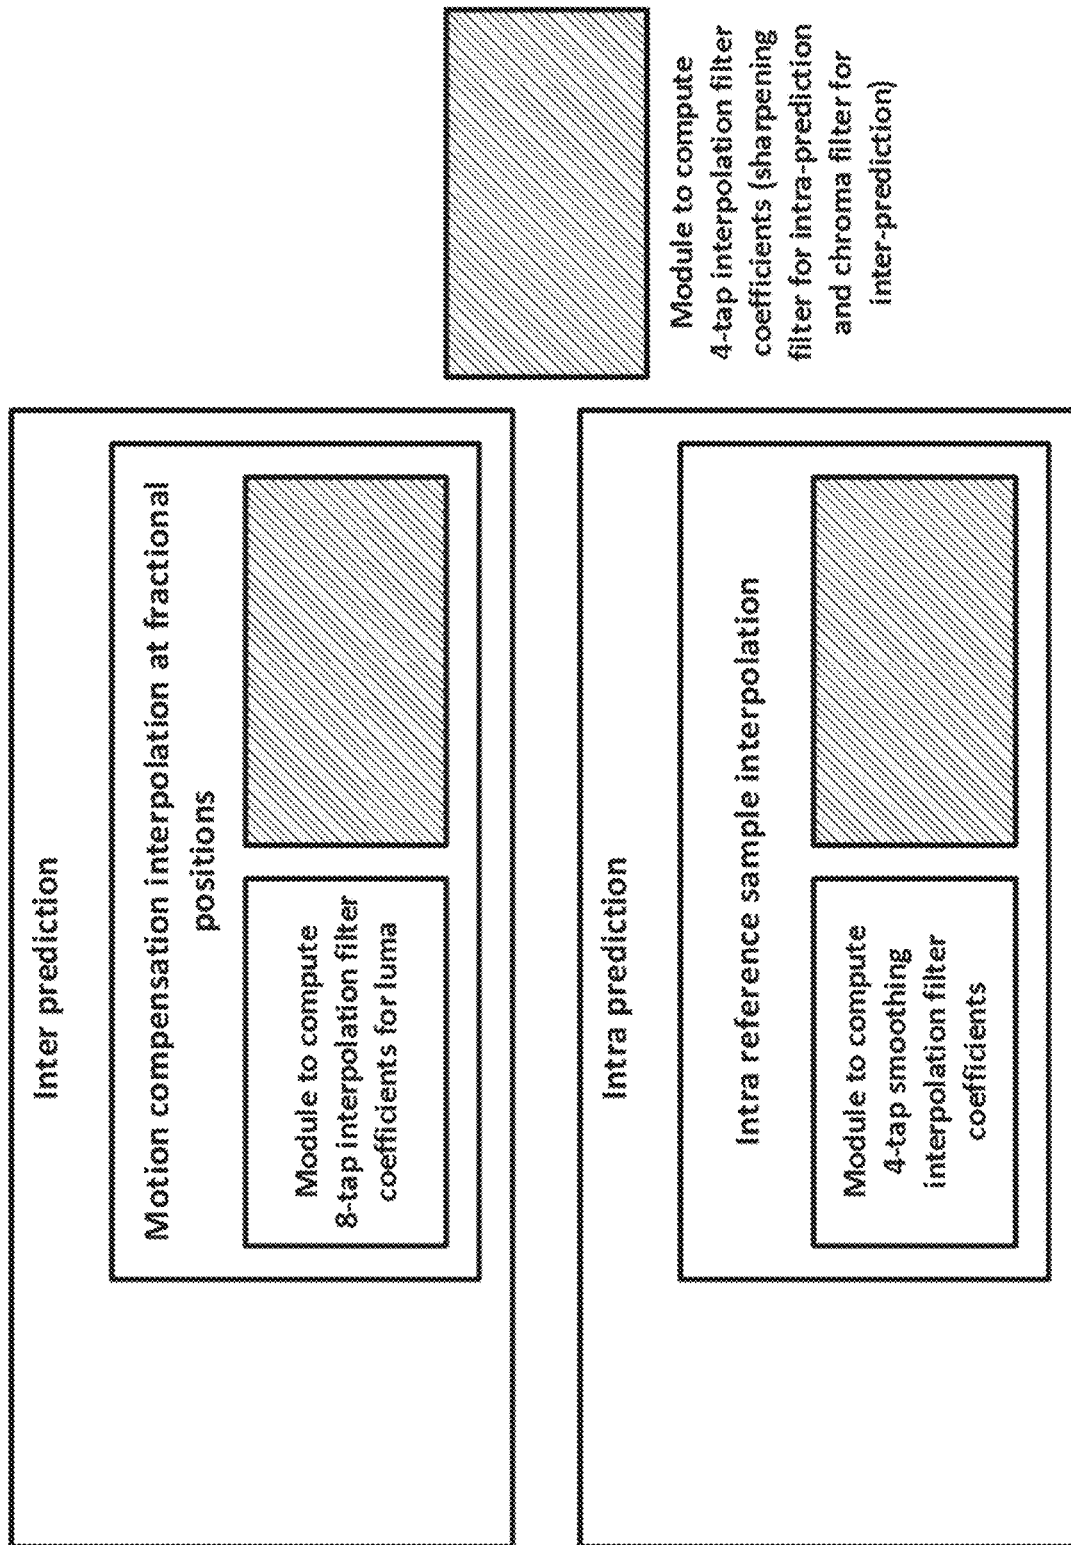 Inter prediction
Motion compensation interpolation at fractional
positions
Module to compute
8-tap interpolation filter
coefficients for luma
Intra prediction
Intra reference sample interpolation
Module to compute
4-tap smoothing
interpolation filter
coefficients
Module to compute
4-tap interpolation filter
coefficients (sharpening
filter for intra-prediction
and chroma filter for
inter-prediction)